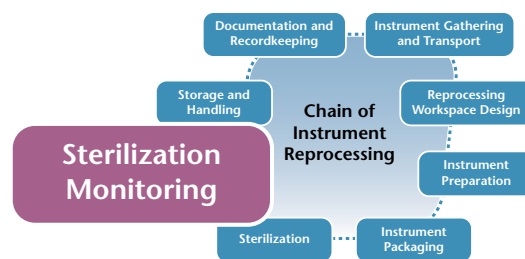 Documentation and
Recordkeeping
Instrument Gathering
and Transport
Storage and
Handling
Chain of
Instrument
Reprocessing
Reprocessing
Workspace Design
Sterilization
Monitoring
Instrument
Preparation
Sterilization
Instrument
Packaging